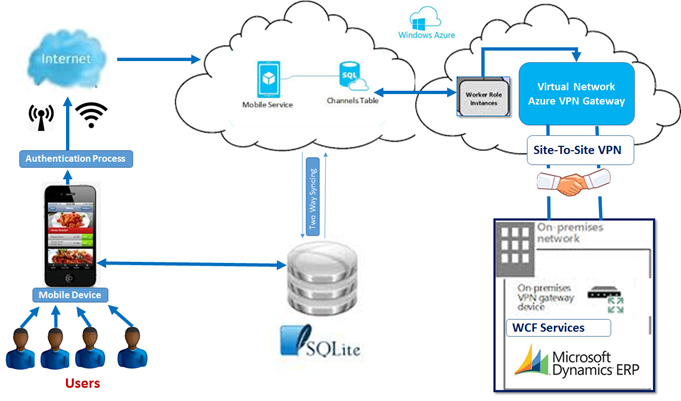 Internet
Windows Azure
Mobile Service
SQL
Channels Table
Worker Role
Instances
Virtual Network
Azure VPN Gateway
Authentication Process
Site-To-Site VPN
Two Way Syncing
On-premises
network
Mobile Device
On-premises
VPN gateway
device
WCF Services
SQLite
Microsoft
Dynamics ERP
Users